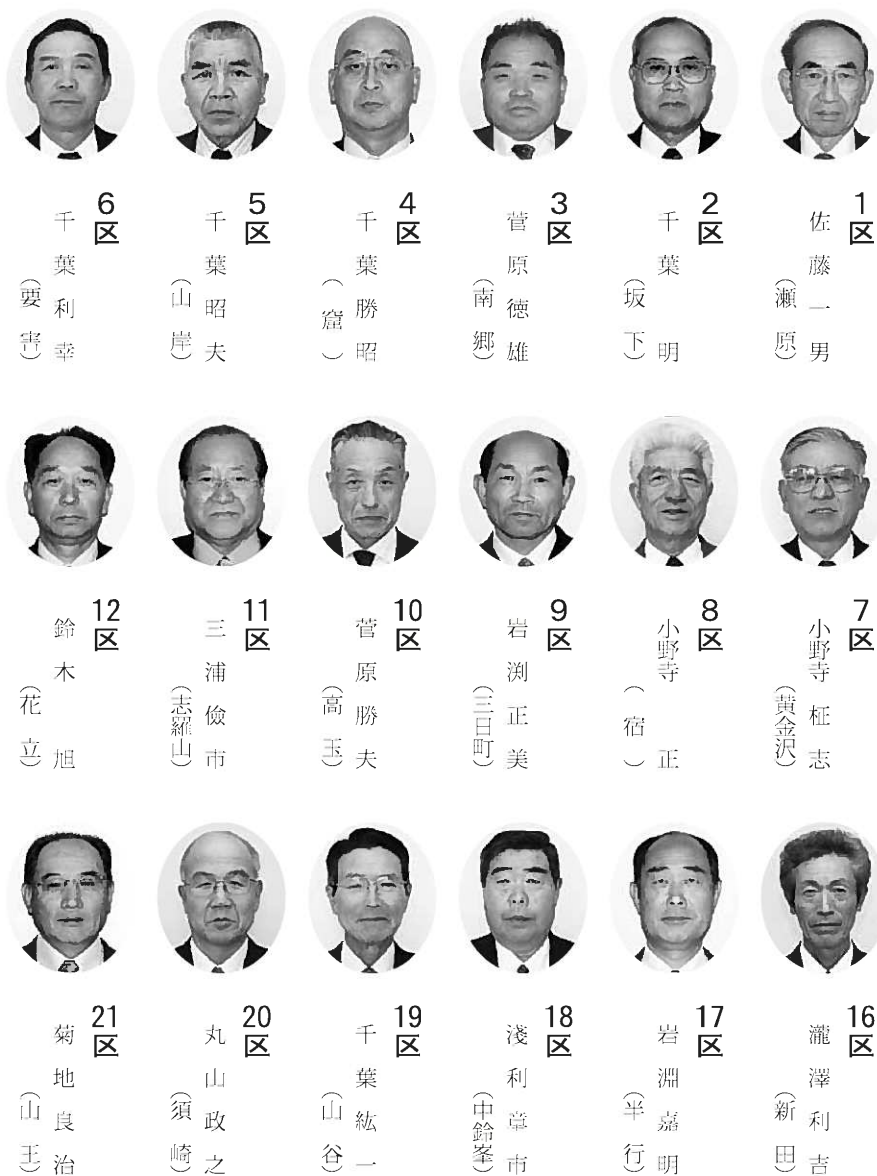 1区
佐藤一男
(瀬原)
2区
千葉 明
(坂下)
3区
菅原徳雄
(南郷)
4区
千葉勝昭
(窟)
5区
千葉昭夫
(山岸)
6区
千葉利幸
(要害)
7区
小野寺柾志
(黄金沢)
8区
小野寺 正
(宿)
9区
岩渕正美
(三日町)
10区
菅原勝夫
(高玉)
11区
三浦儉市
(志羅山)
12区
鈴木 旭
(花立)
16区
瀧澤利吉
(新田)
17区
岩淵嘉明
(半行)
18区
淺利章市
(中鈴峯)
19区
千葉紘一
(山谷)
20区
丸山政之
(須崎)
21区
菊地良治
(山王)